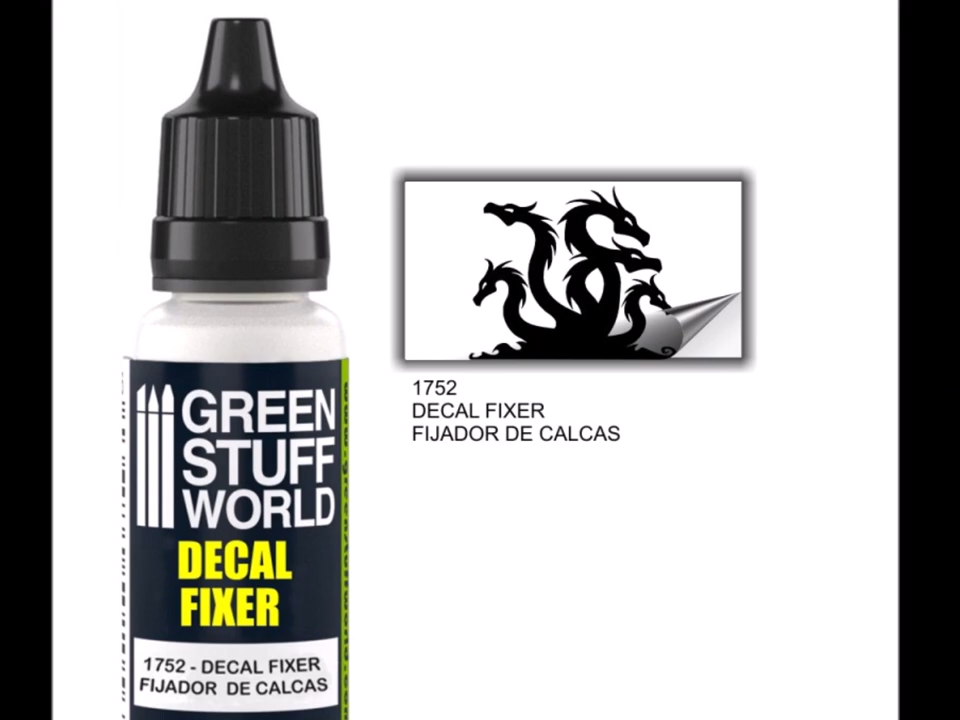 GREEN
STUFF
WORLD
DECAL
FIXER
1752 - DECAL FIXER
FIJADOR DE CALCAS
1752
DECAL FIXER
FIJADOR DE CALCAS